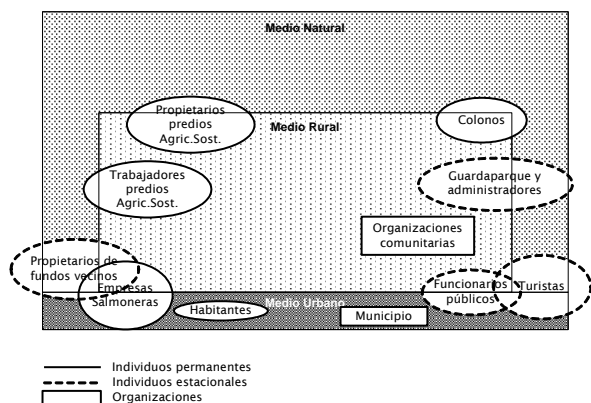 Medio Natural
Propietarios
predios
Agric.Sost.
Medio Rural
Colonos
Trabajadores
predios
Agric.Sost.
Guardaparque y
administradores
Organizaciones
comunitarias
Propietarios de
fundos vecinos
Empresas
Salmoneras
Habitantes
Medio Urbano
Municipio
Funcionarios
públicos
Turistas
Individuos permanentes
Individuos estacionales
Organizaciones